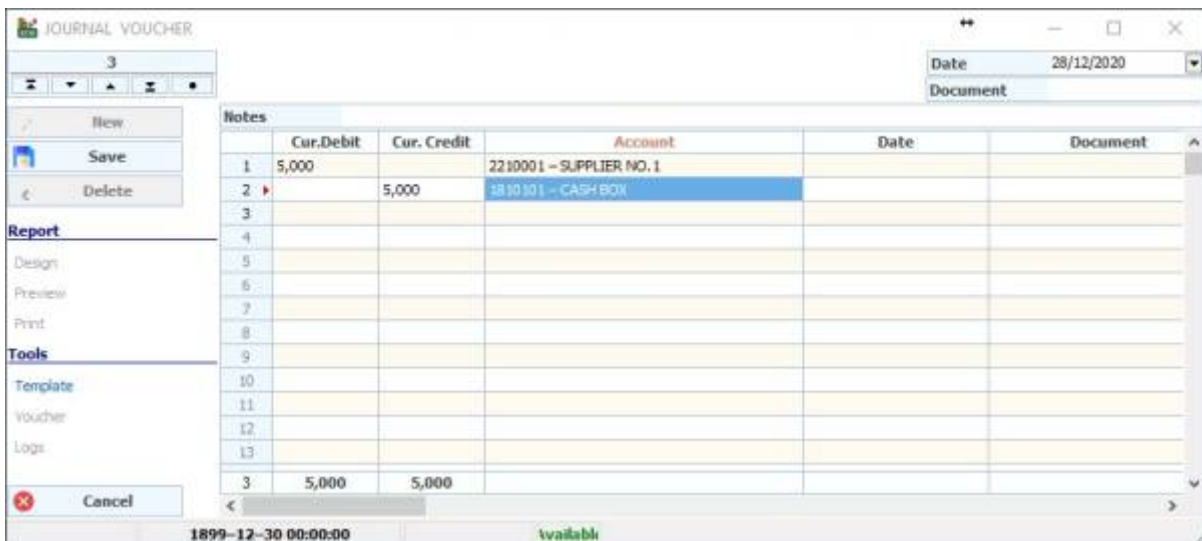 JOURNAL VOUCHER
3
Date 28/12/2020
Document
New
Save
Delete
Report
Design
Preview
Print
Tools
Template
Voucher
Logs
Cancel
Notes
Cur.Debit Cur. Credit Account Date Document
1 5,000 2210001 – SUPPLIER NO. 1
2 5,000 1810101 – CASH BOX
3
4
5
6
7
8
9
10
11
12
13
3 5,000 5,000
1899-12-30 00:00:00 Availabl